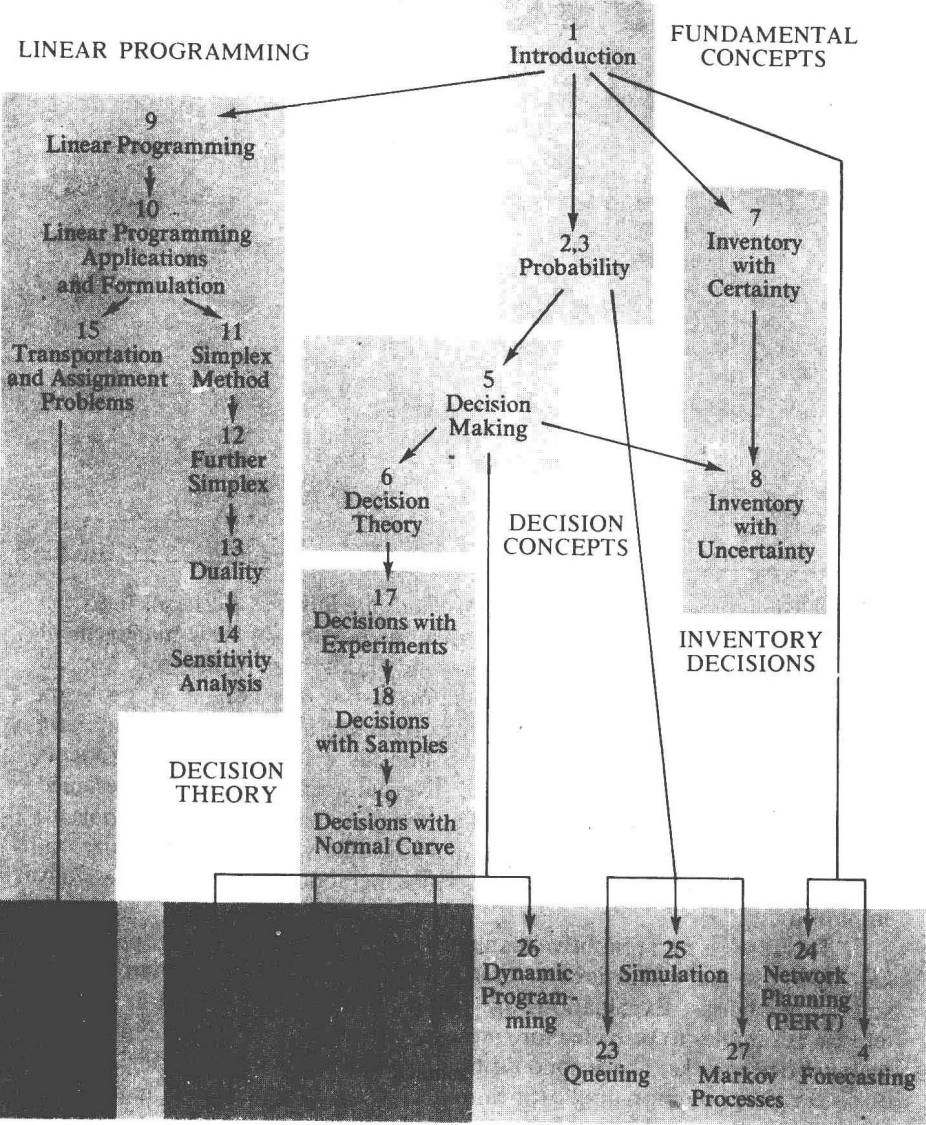 LINEAR PROGRAMMING
1
Introduction
FUNDAMENTAL
CONCEPTS
9
Linear Programming
10
Linear Programming
Applications
and Formulation
2,3
Probability
7
Inventory
with
Certainty
15
Transportation
and Assignment
Problems
11
Simplex
Method
5
Decision
Making
12
Further
Simplex
6
Decision
Theory
8
Inventory
with
Uncertainty
DECISION
CONCEPTS
13
Duality
17
Decisions with
Experiments
14
Sensitivity
Analysis
INVENTORY
DECISIONS
18
Decisions
with Samples
DECISION
THEORY
19
Decisions with
Normal Curve
26
Dynamic
Program-
ming
25
Simulation
24
Network
Planning
(PERT)
23
Queuing
27
Markov
Processes
4
Forecasting